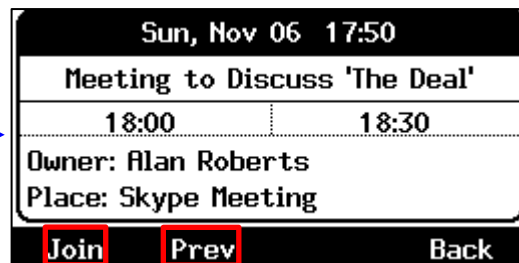 Sun, Nov 06 17:50
Meeting to Discuss 'The Deal'
18:00 18:30
Owner: Alan Roberts
Place: Skype Meeting
Join Prev Back